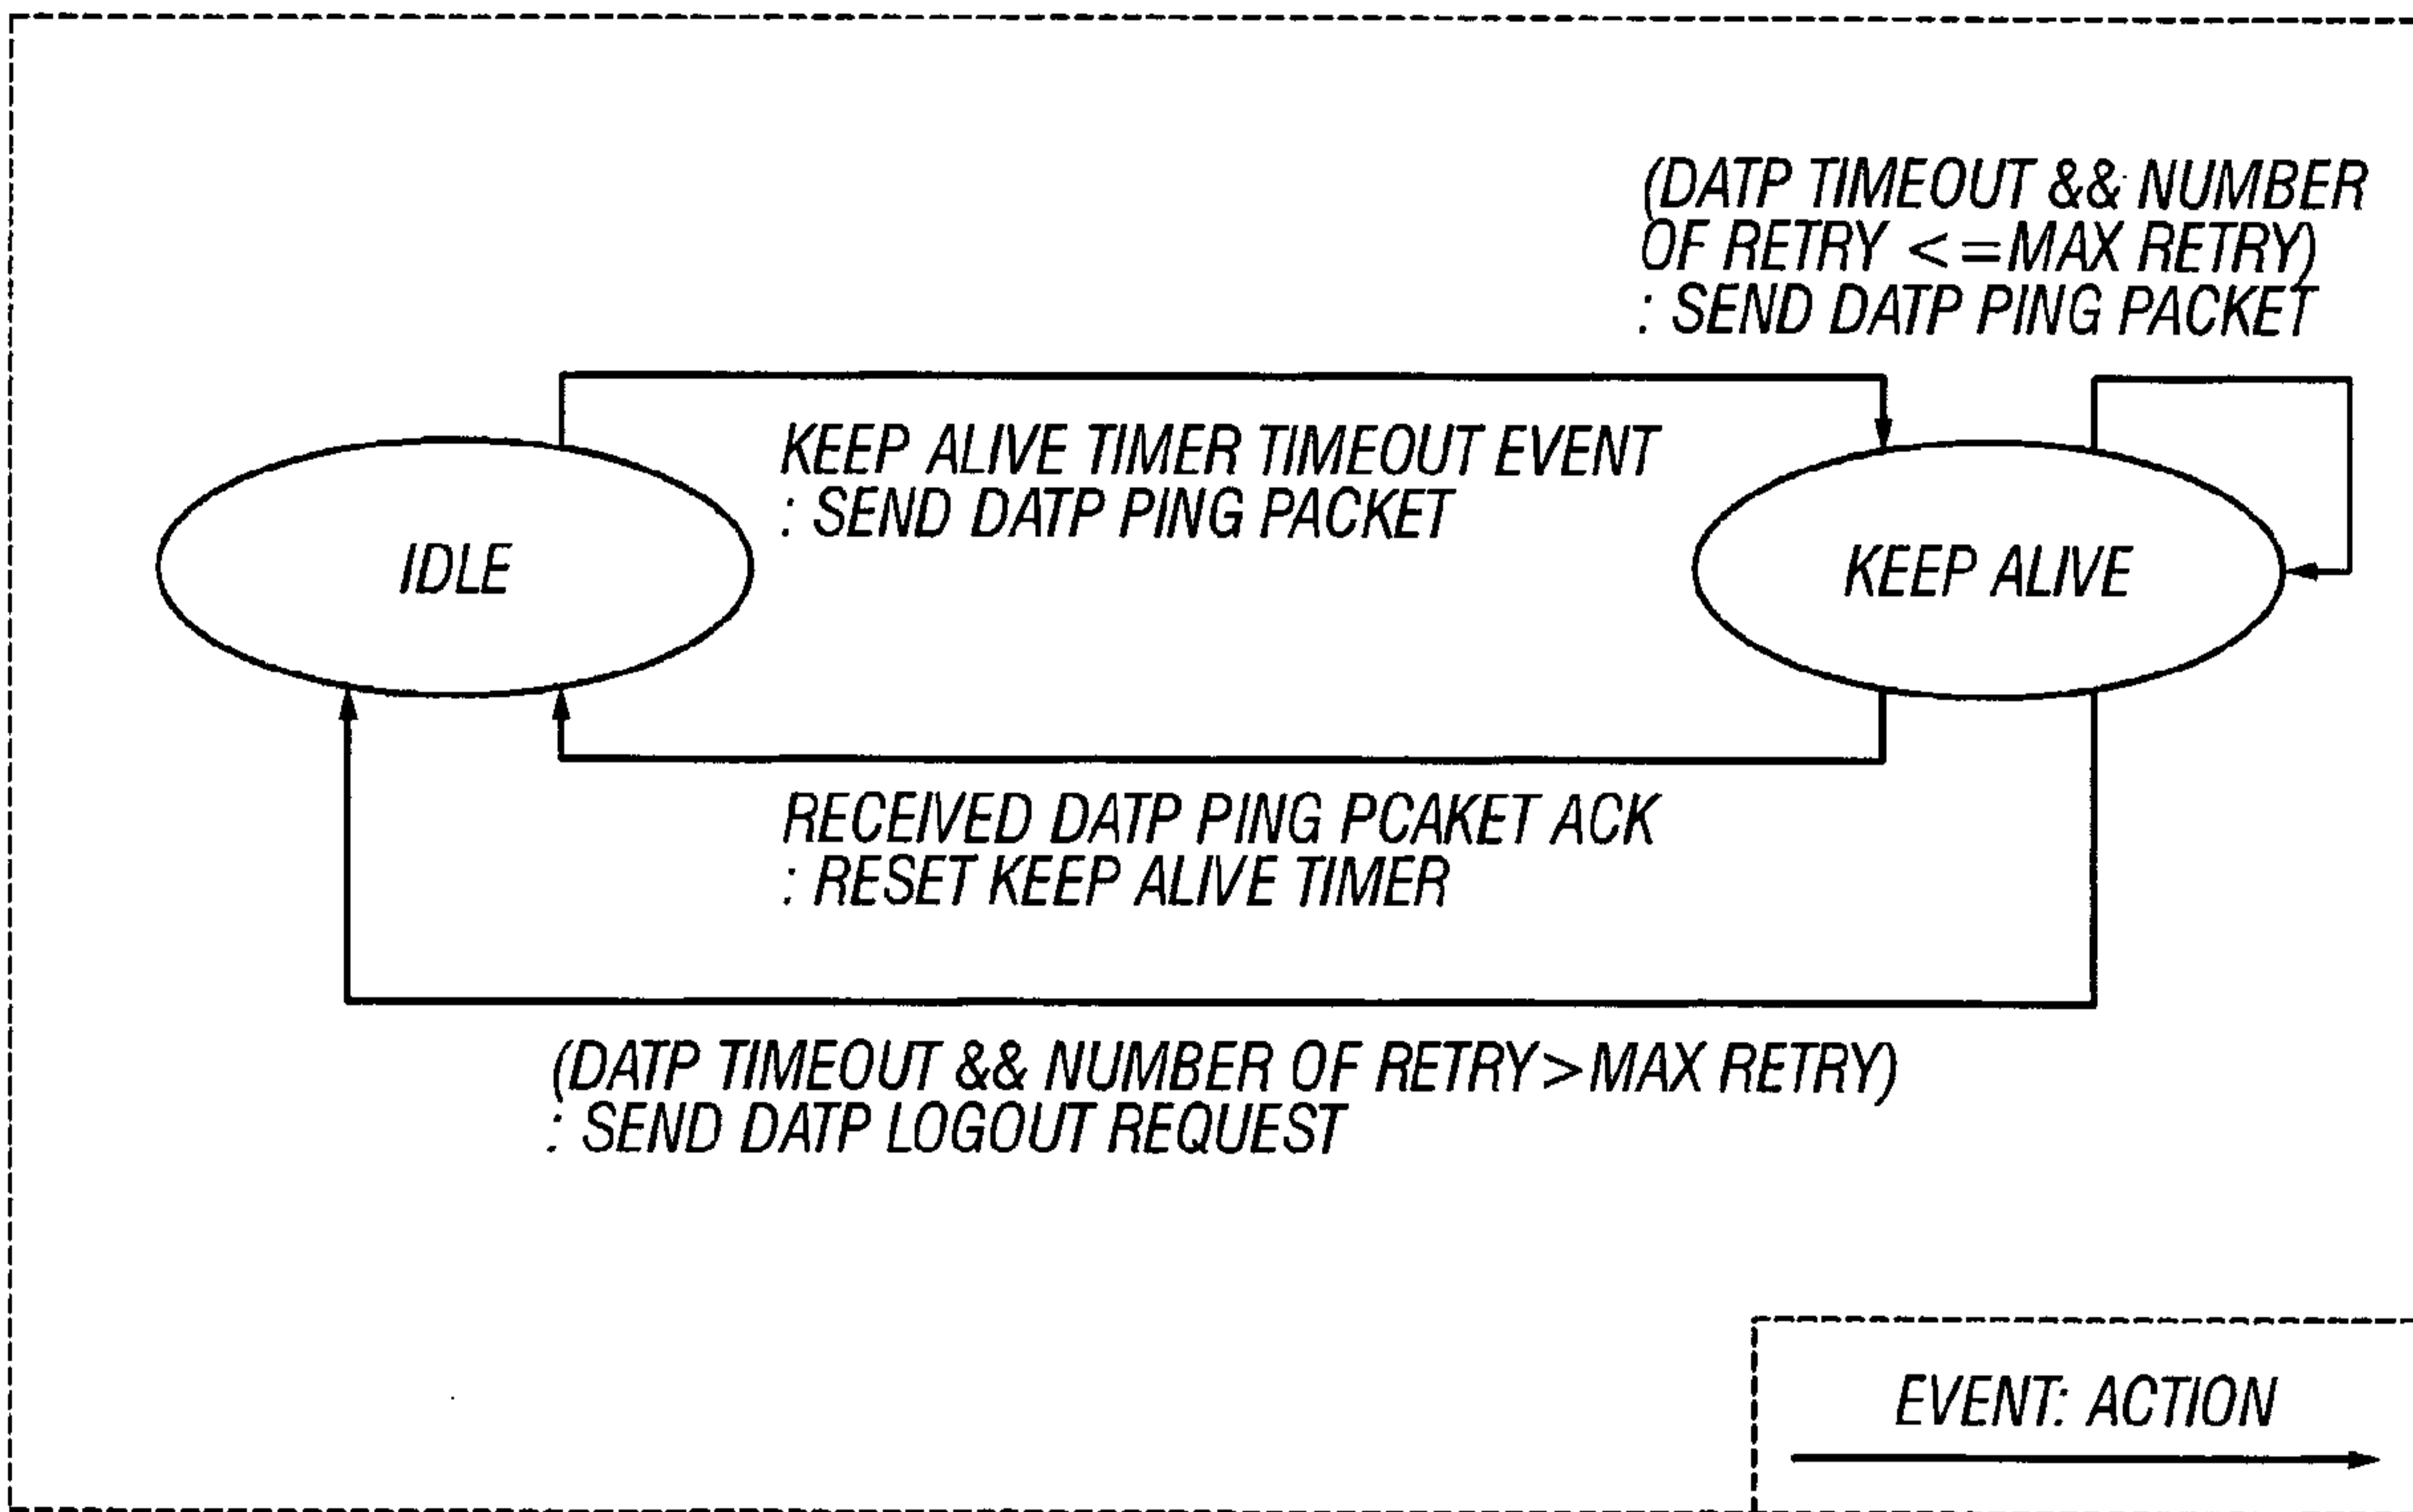 (DATP TIMEOUT && NUMBER
OF RETRY <=MAX RETRY)
: SEND DATP PING PACKET
KEEP ALIVE TIMER TIMEOUT EVENT
: SEND DATP PING PACKET
IDLE
KEEP ALIVE
RECEIVED DATP PING PCAKET ACK
: RESET KEEP ALIVE TIMER
(DATP TIMEOUT && NUMBER OF RETRY>MAX RETRY)
: SEND DATP LOGOUT REQUEST
EVENT: ACTION